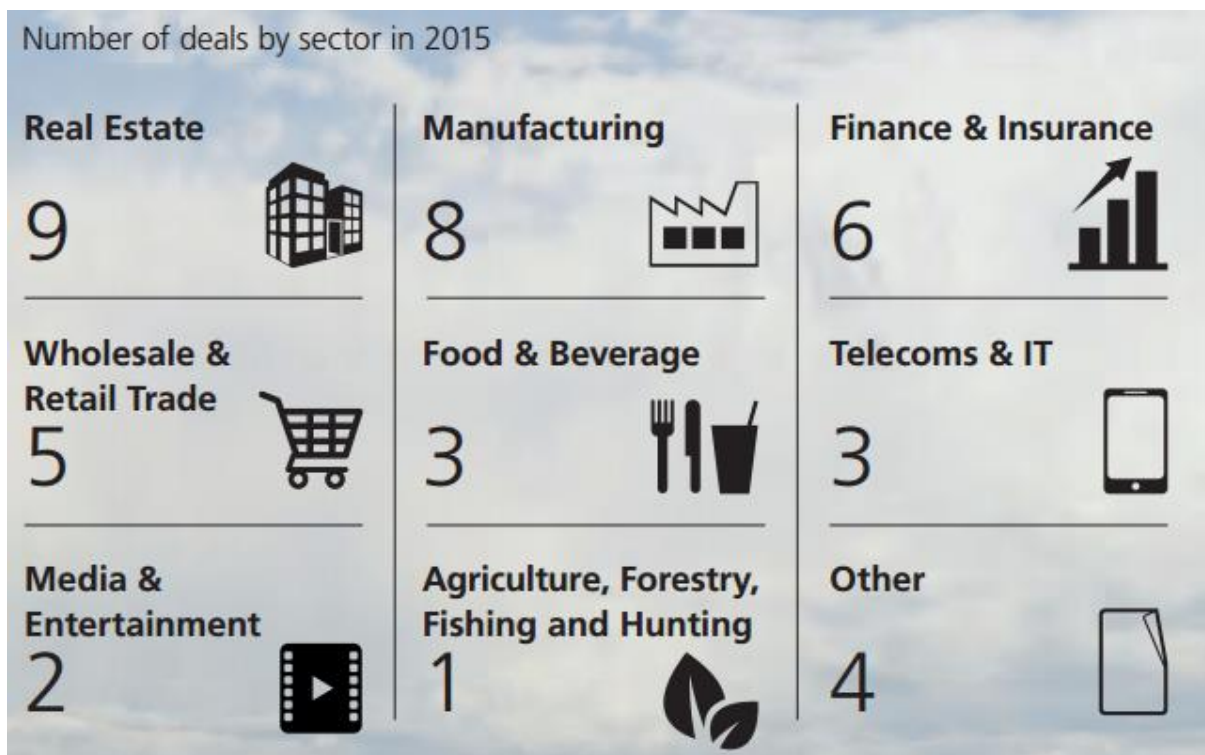 Number of deals by sector in 2015
Real Estate
9
Manufacturing
8
Finance & Insurance
6
Wholesale &
Retail Trade
5
Food & Beverage
3
Telecoms & IT
3
Media &
Entertainment
2
Agriculture, Forestry,
Fishing and Hunting
1
Other
4